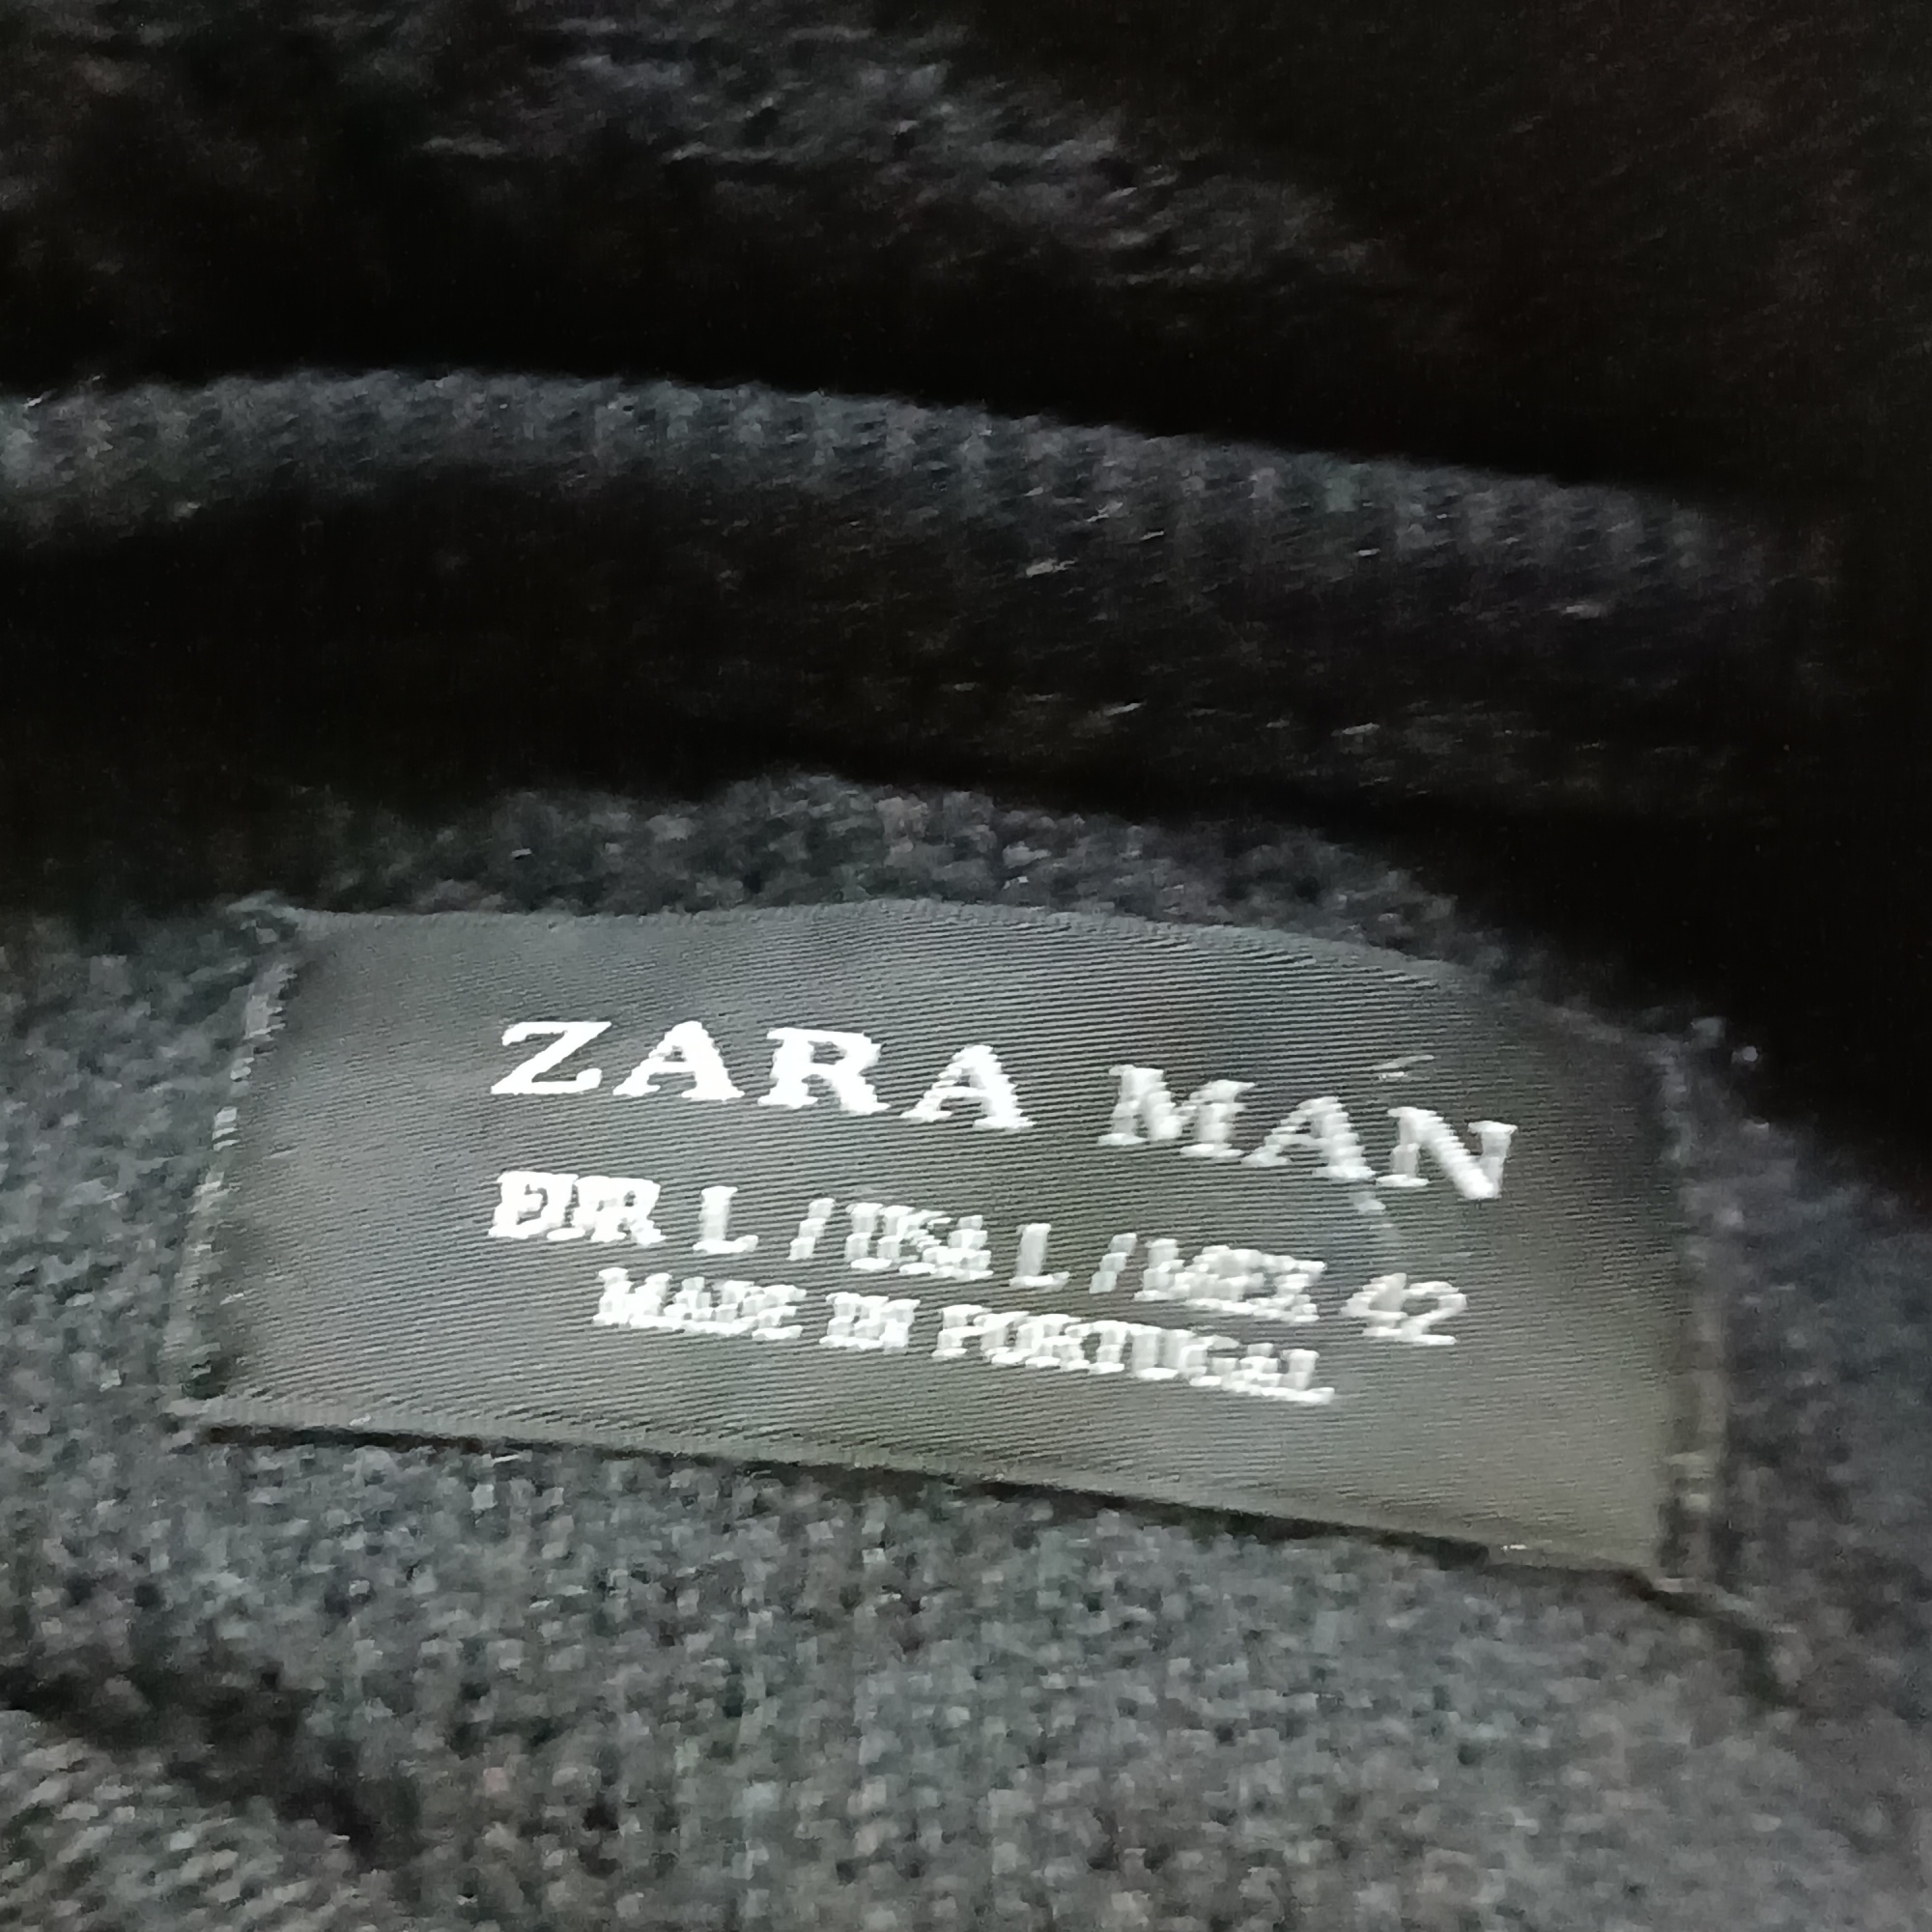 ZARA MAN
EUR L / USA L / MEX 42
MADE IN PORTUGAL